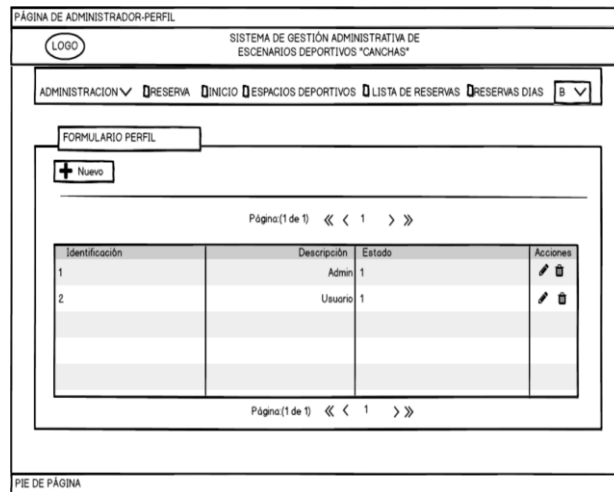 PÁGINA DE ADMINISTRADOR-PERFIL
LOGO
SISTEMA DE GESTIÓN ADMINISTRATIVA DE
ESCENARIOS DEPORTIVOS "CANCHAS"
ADMINISTRACION RESERVA INICIO ESPACIOS DEPORTIVOS LISTA DE RESERVAS RESERVAS DIAS B
FORMULARIO PERFIL
Nuevo
Página:(1 de 1) 1
Identificación Descripción Estado Acciones
1 Admin 1
2 Usuario 1
Página:(1 de 1) 1
PIE DE PÁGINA